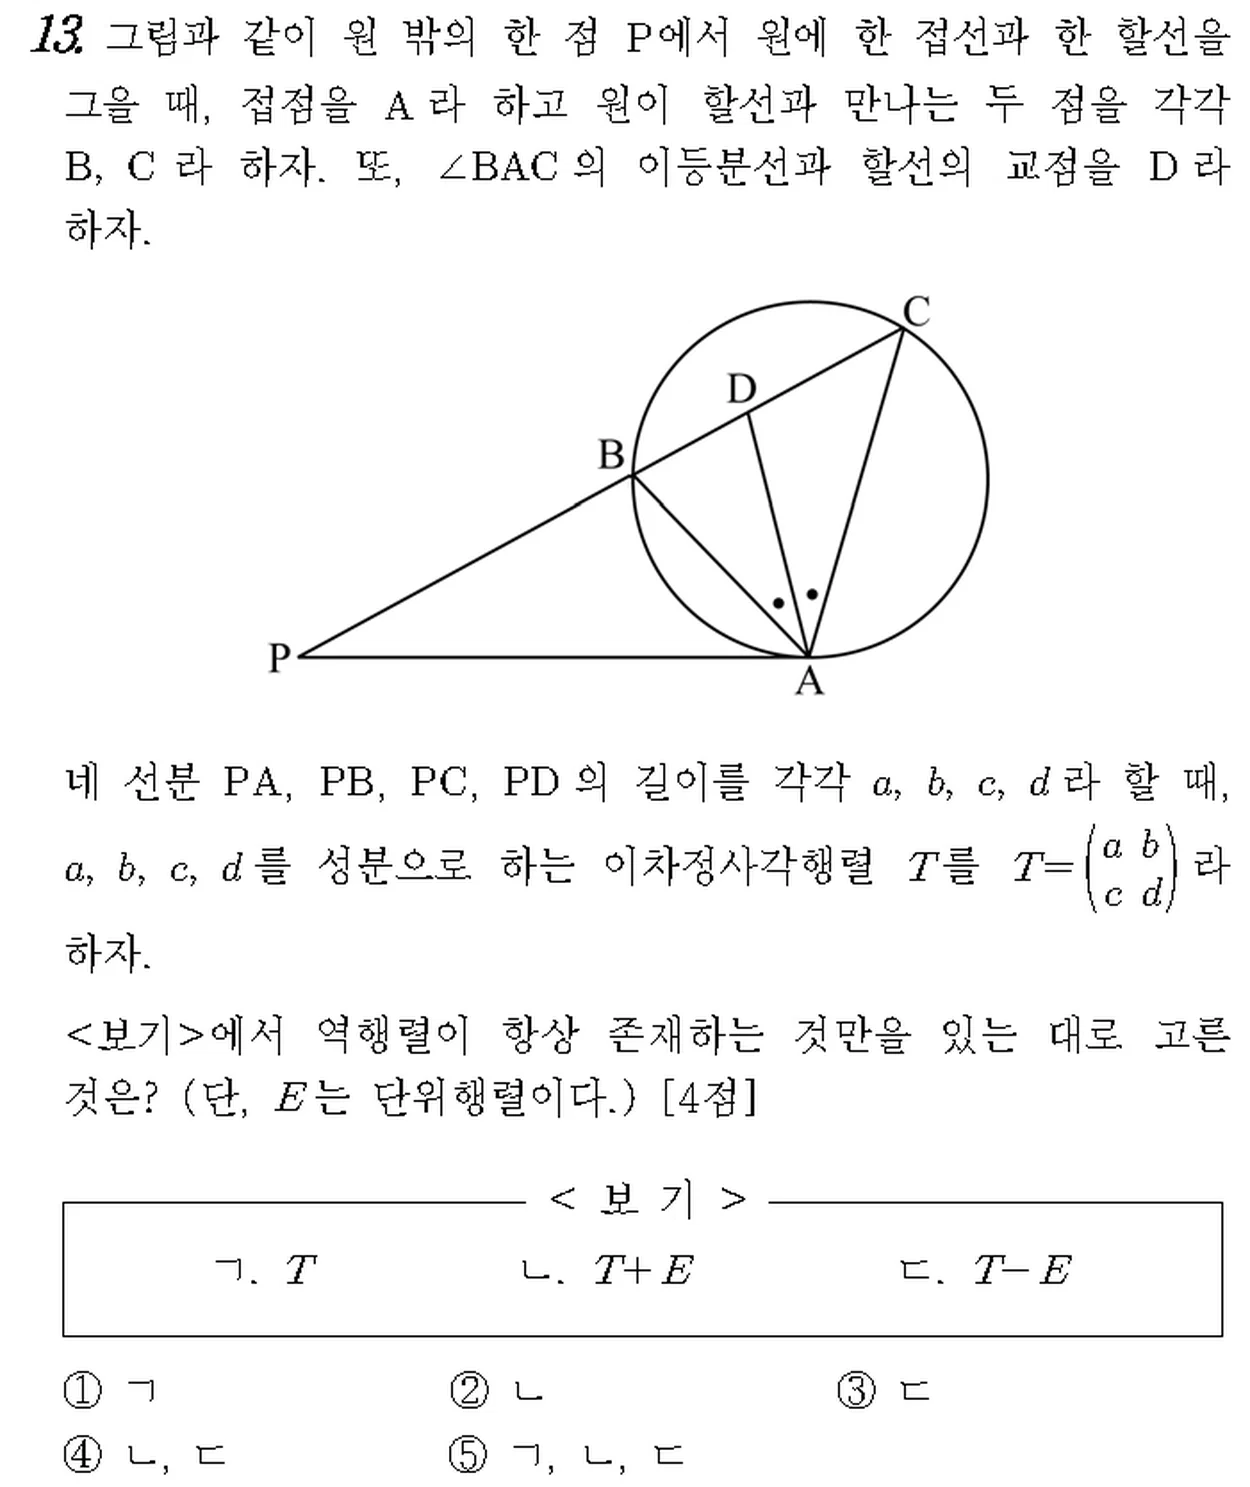 13. 그림과 같이 원 밖의 한 점 P에서 원에 한 접선과 한 할선을
그을 때, 접점을 A라 하고 원이 할선과 만나는 두 점을 각각
B, C라 하자. 또, ∠BAC의 이등분선과 할선의 교점을 D라
하자.
C
D
B
P
A
네 선분 PA, PB, PC, PD의 길이를 각각 a, b, c, d라 할 때,
a, b, c, d를 성분으로 하는 이차정사각행렬 T를 T=(a b c d)라
하자.
<보기>에서 역행렬이 항상 존재하는 것만을 있는 대로 고른
것은? (단, E는 단위행렬이다.) [4점]
< 보 기 >
ㄱ. T ㄴ. T+E ㄷ. T-E
① ㄱ ② ㄴ ③ ㄷ
④ ㄴ, ㄷ ⑤ ㄱ, ㄴ, ㄷ